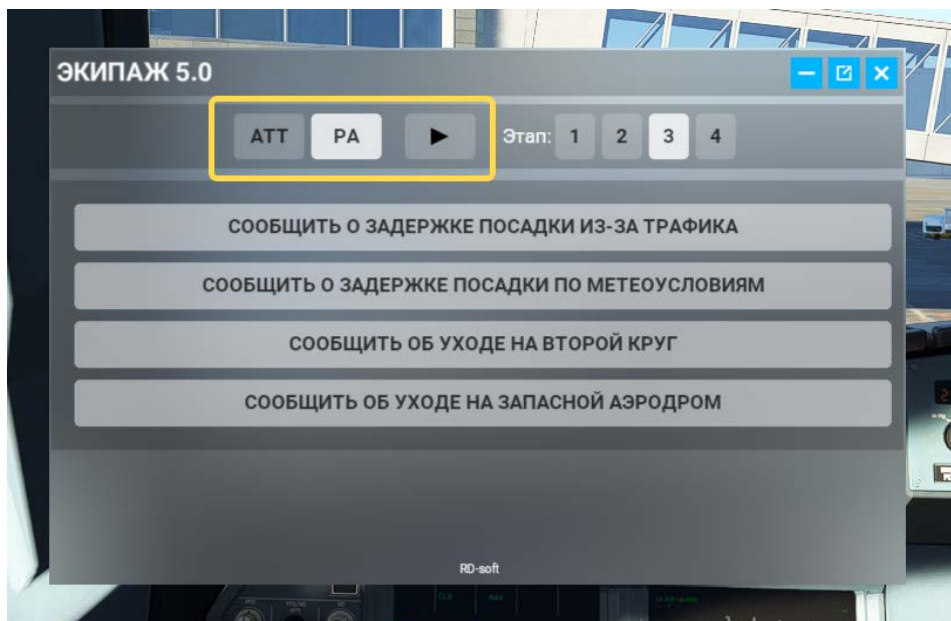 ЭКИПАЖ 5.0
ATT PA Этап: 1 2 3 4
СООБЩИТЬ О ЗАДЕРЖКЕ ПОСАДКИ ИЗ-ЗА ТРАФИКА
СООБЩИТЬ О ЗАДЕРЖКЕ ПОСАДКИ ПО МЕТЕОУСЛОВИЯМ
СООБЩИТЬ ОБ УХОДЕ НА ВТОРОЙ КРУГ
СООБЩИТЬ ОБ УХОДЕ НА ЗАПАСНОЙ АЭРОДРОМ
RD-soft